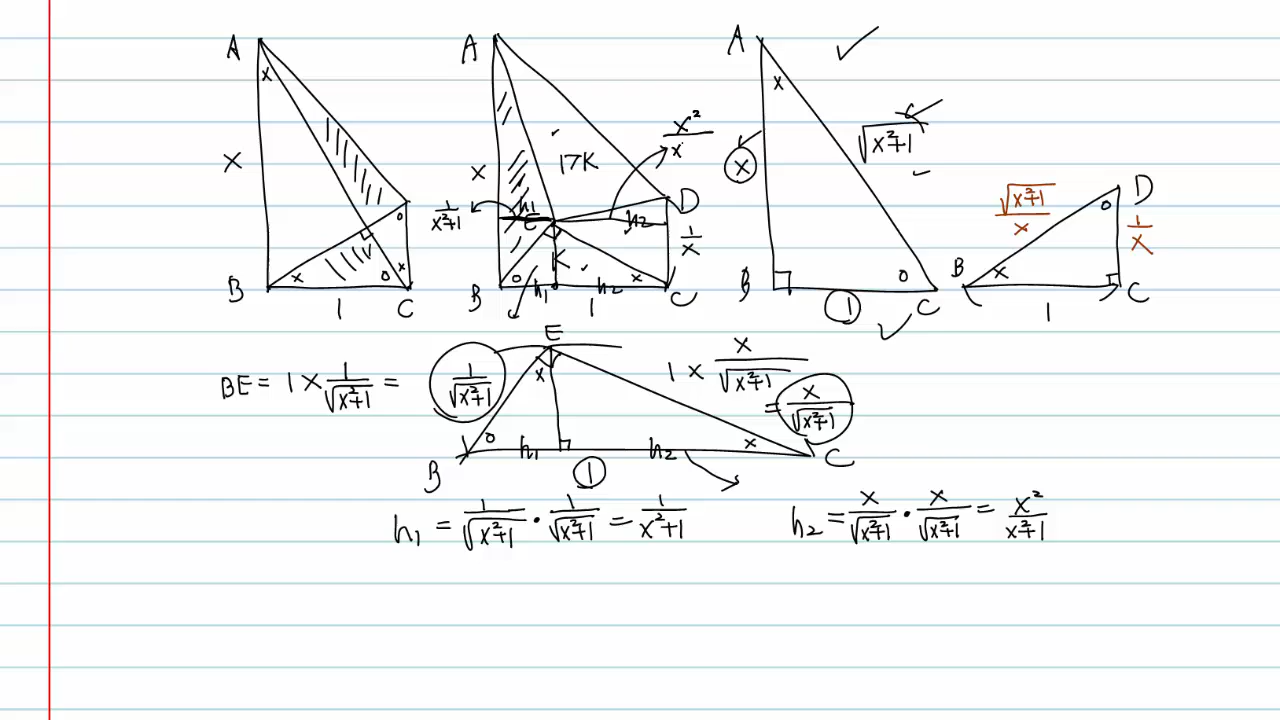 A
x
x
B
x
o
x
o
1
C
A
17K
x
x²/x
h₁
1/(x²+1)
E
h₂
D
1/x
K
B
o
h₁
h₂
x
1
C
A
x
x
√(x²+1)
B
o
1
C
√(x²+1)/x
D
o
1/x
B
x
1
C
E
BE = 1 × 1/√(x²+1) = 1/√(x²+1)
x
1 × x/√(x²+1)
= x/√(x²+1)
B
o
h₁
1
h₂
x
C
h₁ = 1/√(x²+1) · 1/√(x²+1) = 1/(x²+1)
h₂ = x/√(x²+1) · x/√(x²+1) = x²/(x²+1)